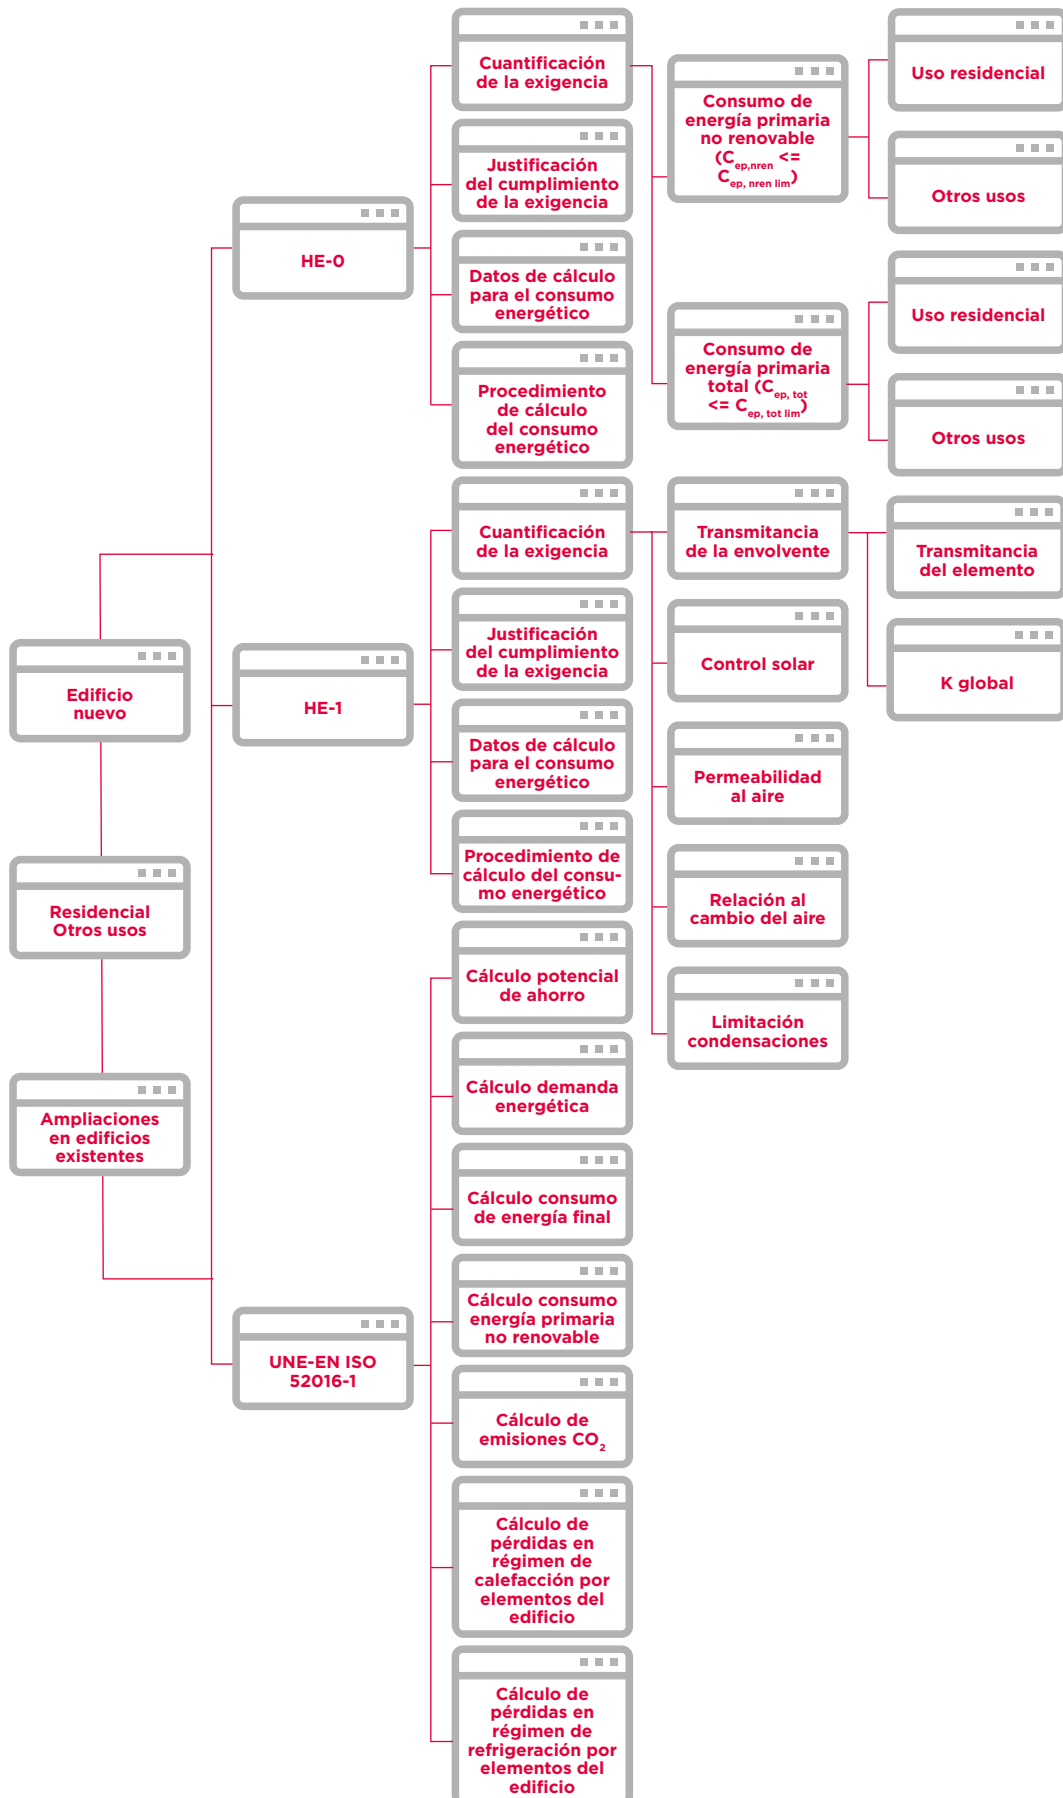 Edificio
nuevo
Residencial
Otros usos
Ampliaciones
en edificios
existentes
HE-0
HE-1
UNE-EN ISO
52016-1
Cuantificación
de la exigencia
Justificación
del cumplimiento
de la exigencia
Datos de cálculo
para el consumo
energético
Procedimiento
de cálculo
del consumo
energético
Cuantificación
de la exigencia
Justificación
del cumplimiento
de la exigencia
Datos de cálculo
para el consumo
energético
Procedimiento de
cálculo del consu-
mo energético
Cálculo potencial
de ahorro
Cálculo demanda
energética
Cálculo consumo
de energía final
Cálculo consumo
energía primaria
no renovable
Cálculo de
emisiones CO2
Cálculo de
pérdidas en
régimen de
calefacción por
elementos del
edificio
Cálculo de
pérdidas en
régimen de
refrigeración por
elementos del
edificio
Consumo de
energía primaria
no renovable
(Cep,nren <=
Cep, nren lim)
Consumo de
energía primaria
total (Cep, tot
<= Cep, tot lim)
Transmitancia
de la envolvente
Control solar
Permeabilidad
al aire
Relación al
cambio del aire
Limitación
condensaciones
Uso residencial
Otros usos
Uso residencial
Otros usos
Transmitancia
del elemento
K global